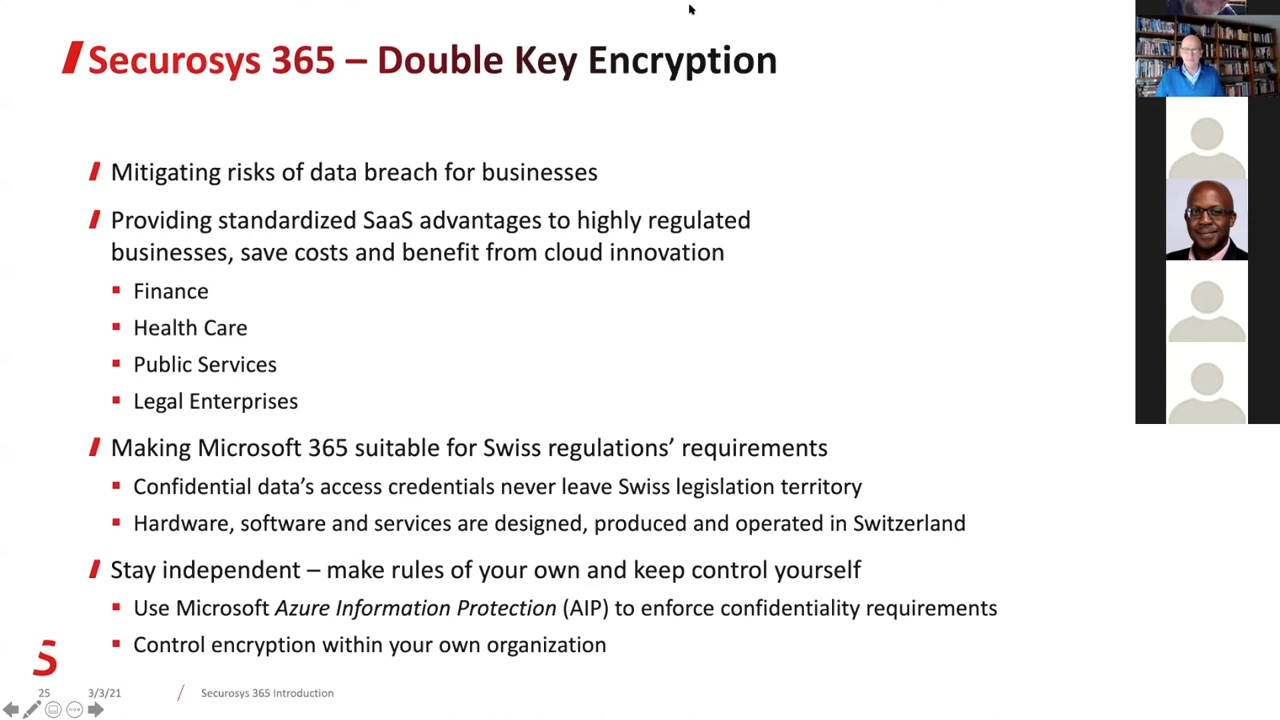 Securosys 365 – Double Key Encryption
Mitigating risks of data breach for businesses
Providing standardized SaaS advantages to highly regulated
businesses, save costs and benefit from cloud innovation
Finance
Health Care
Public Services
Legal Enterprises
Making Microsoft 365 suitable for Swiss regulations’ requirements
Confidential data’s access credentials never leave Swiss legislation territory
Hardware, software and services are designed, produced and operated in Switzerland
Stay independent – make rules of your own and keep control yourself
Use Microsoft Azure Information Protection (AIP) to enforce confidentiality requirements
Control encryption within your own organization
25 3/3/21 / Securosys 365 Introduction